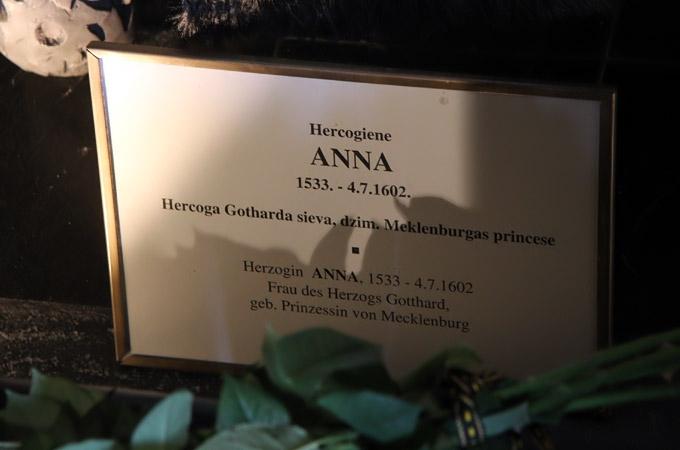 Hercogiene
ANNA
1533. - 4.7.1602.
Hercoga Gotharda sieva, dzim. Meklenburgas princese
Herzogin ANNA, 1533 - 4.7.1602
Frau des Herzogs Gotthard,
geb. Prinzessin von Mecklenburg